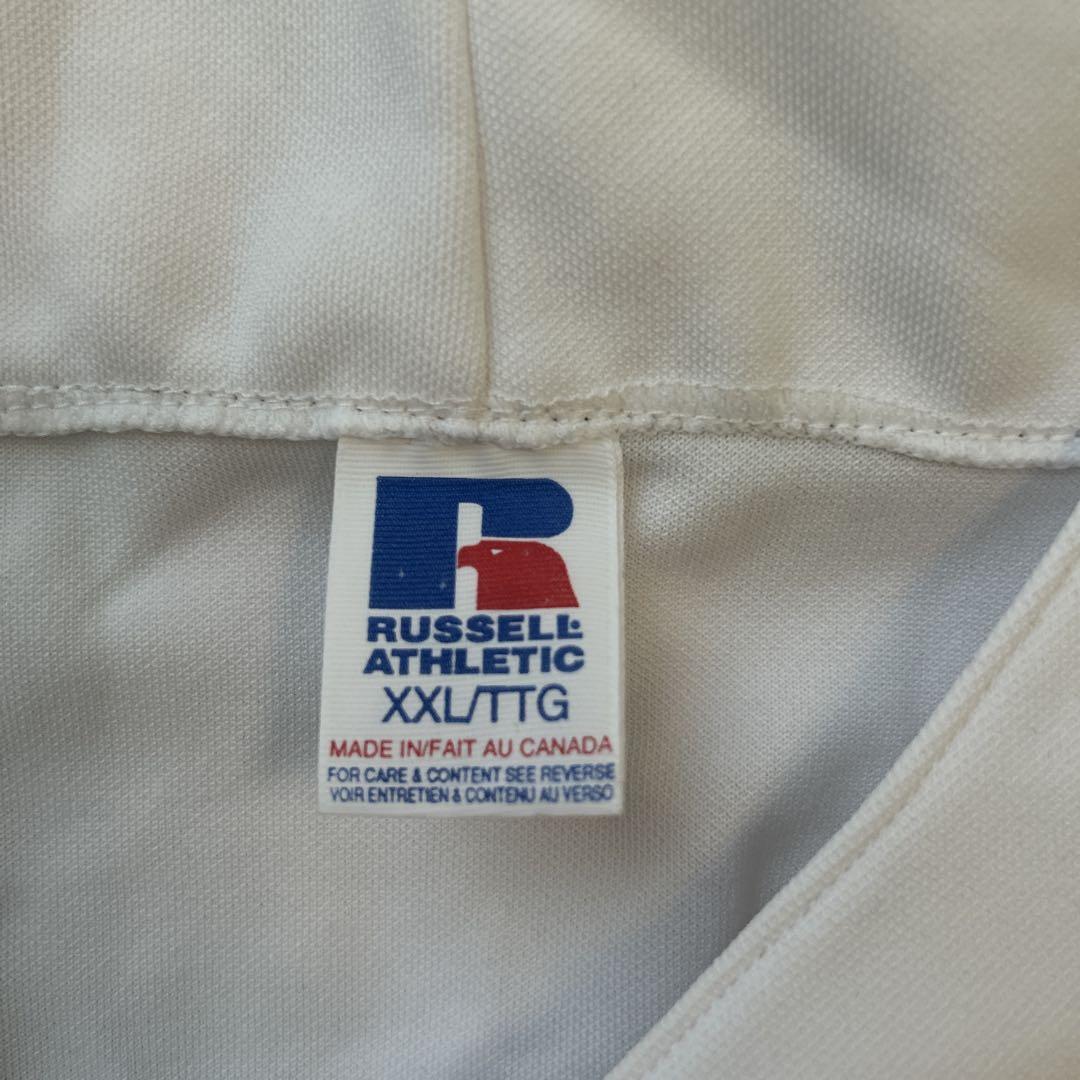 R
RUSSELL
ATHLETIC
XXL/TTG
MADE IN/FAIT AU CANADA
FOR CARE & CONTENT SEE REVERSE
VOIR ENTRETIEN & CONTENU AU VERSO